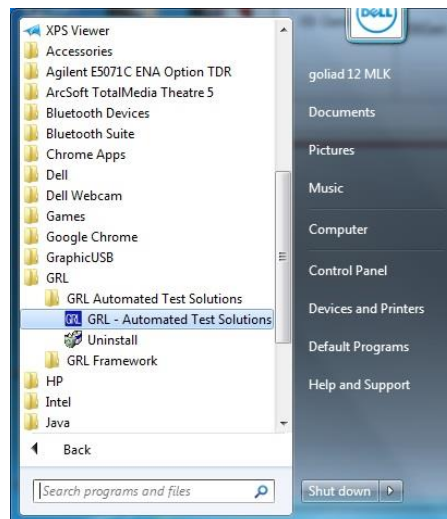 XPS Viewer
Accessories
Agilent E5071C ENA Option TDR
ArcSoft TotalMedia Theatre 5
Bluetooth Devices
Bluetooth Suite
Chrome Apps
Dell
Dell Webcam
Games
Google Chrome
GraphicUSB
GRL
GRL Automated Test Solutions
GRL GRL - Automated Test Solutions
Uninstall
GRL Framework
HP
Intel
Java
Back
Search programs and files
DELL
goliad 12 MLK
Documents
Pictures
Music
Computer
Control Panel
Devices and Printers
Default Programs
Help and Support
Shut down